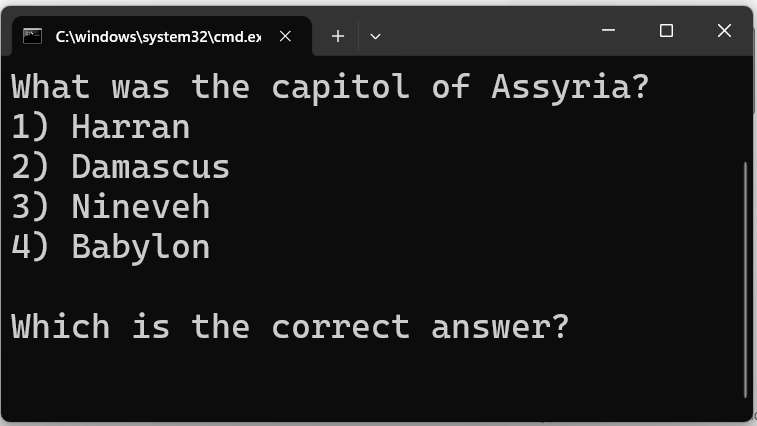 C:\windows\system32\cmd.ex
What was the capitol of Assyria?
1) Harran
2) Damascus
3) Nineveh
4) Babylon
Which is the correct answer?